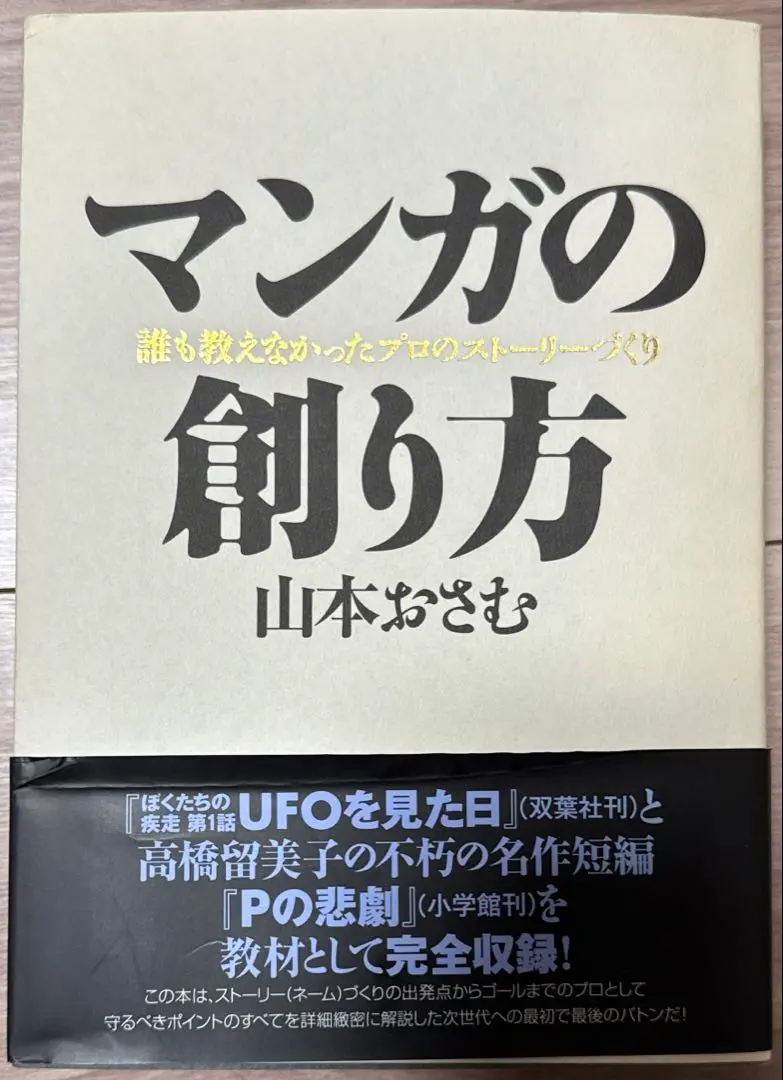 マンガの
誰も教えなかったプロのストーリーづくり
創り方
山本おさむ
『ぼくたちの疾走 第1話 UFOを見た日』(双葉社刊)と
高橋留美子の不朽の名作短編
『Pの悲劇』(小学館刊)を
教材として完全収録!
この本は、ストーリー(ネーム)づくりの出発点からゴールまでのプロとして
守るべきポイントのすべてを詳細緻密に解説した次世代への最初で最後のバトンだ!